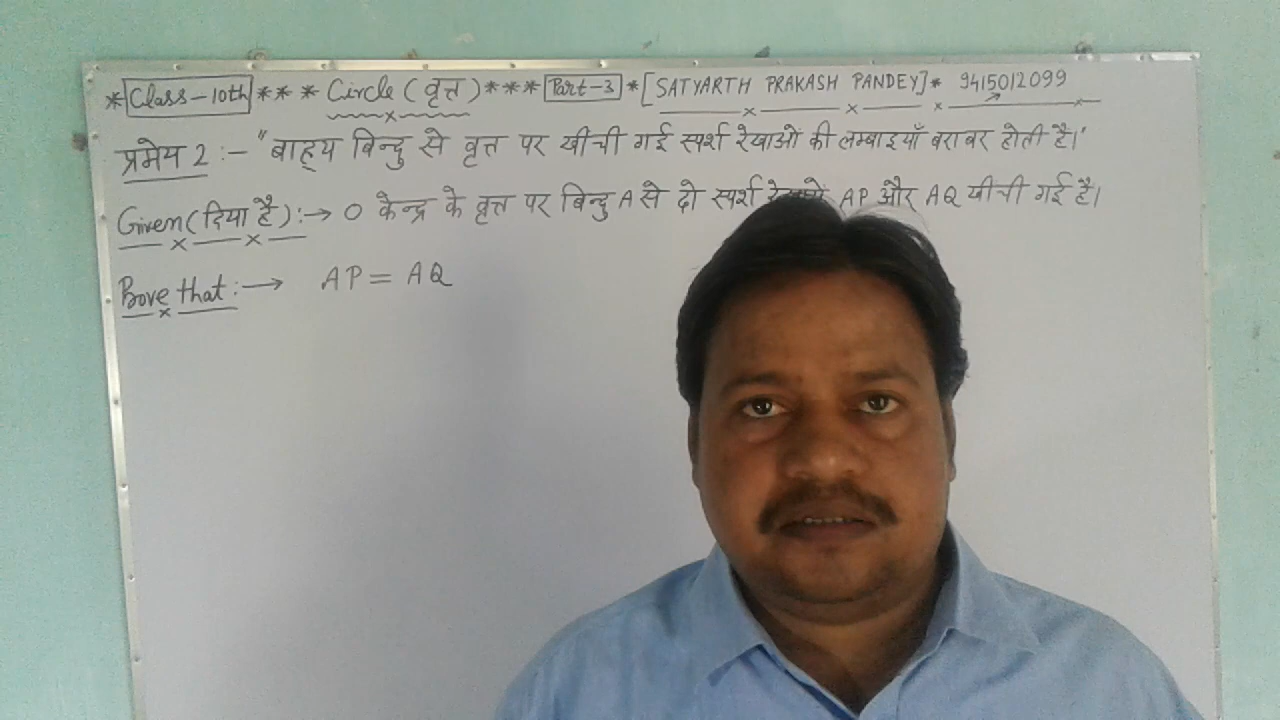 *Class-10th*** Circle (वृत्त)***Part-3*[SATYARTH PRAKASH PANDEY]* 9415012099
प्रमेय 2 :- "बाह्य बिन्दु से वृत्त पर खींची गई स्पर्श रेखाओं की लम्बाइयाँ बराबर होती है।"
Given (दिया है) :→ O केन्द्र के वृत्त पर बिन्दु A से दो स्पर्श AP और AQ खींची गई है।
Prove that :→ AP = AQ